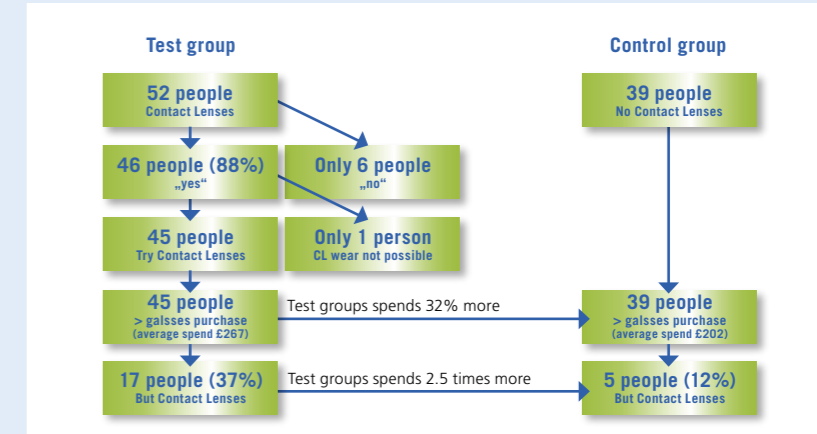 Test group
Control group
52 people
Contact Lenses
39 people
No Contact Lenses
46 people (88%)
„yes“
Only 6 people
„no“
45 people
Try Contact Lenses
Only 1 person
CL wear not possible
45 people
> galsses purchase
(average spend £267)
Test groups spends 32% more
39 people
> galsses purchase
(average spend £202)
17 people (37%)
But Contact Lenses
Test groups spends 2.5 times more
5 people (12%)
But Contact Lenses